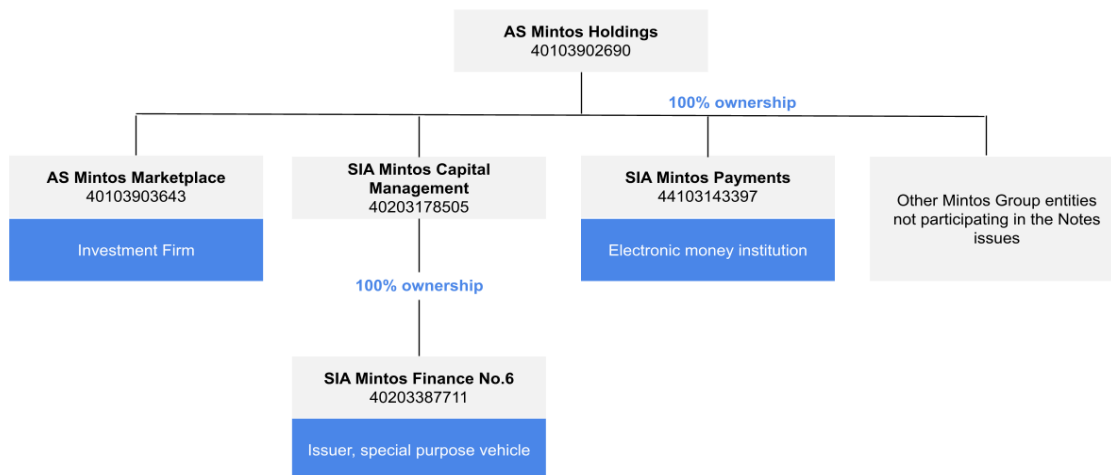 AS Mintos Holdings
40103902690
100% ownership
AS Mintos Marketplace
40103903643
Investment Firm
SIA Mintos Capital
Management
40203178505
SIA Mintos Payments
44103143397
Electronic money institution
Other Mintos Group entities
not participating in the Notes
issues
100% ownership
SIA Mintos Finance No.6
40203387711
Issuer, special purpose vehicle